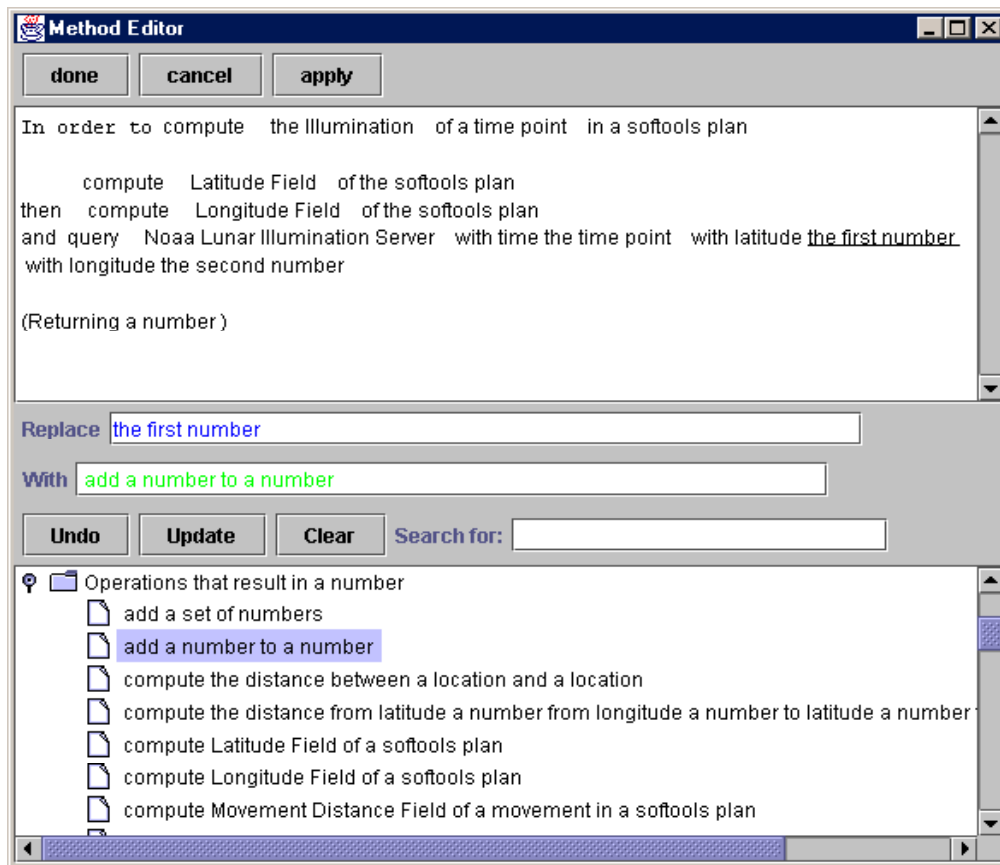 Method Editor
done cancel apply
In order to compute the Illumination of a time point in a softools plan
compute Latitude Field of the softools plan
then compute Longitude Field of the softools plan
and query Noaa Lunar Illumination Server with time the time point with latitude the first number
with longitude the second number
(Returning a number )
Replace the first number
With add a number to a number
Undo Update Clear Search for:
Operations that result in a number
add a set of numbers
add a number to a number
compute the distance between a location and a location
compute the distance from latitude a number from longitude a number to latitude a number
compute Latitude Field of a softools plan
compute Longitude Field of a softools plan
compute Movement Distance Field of a movement in a softools plan